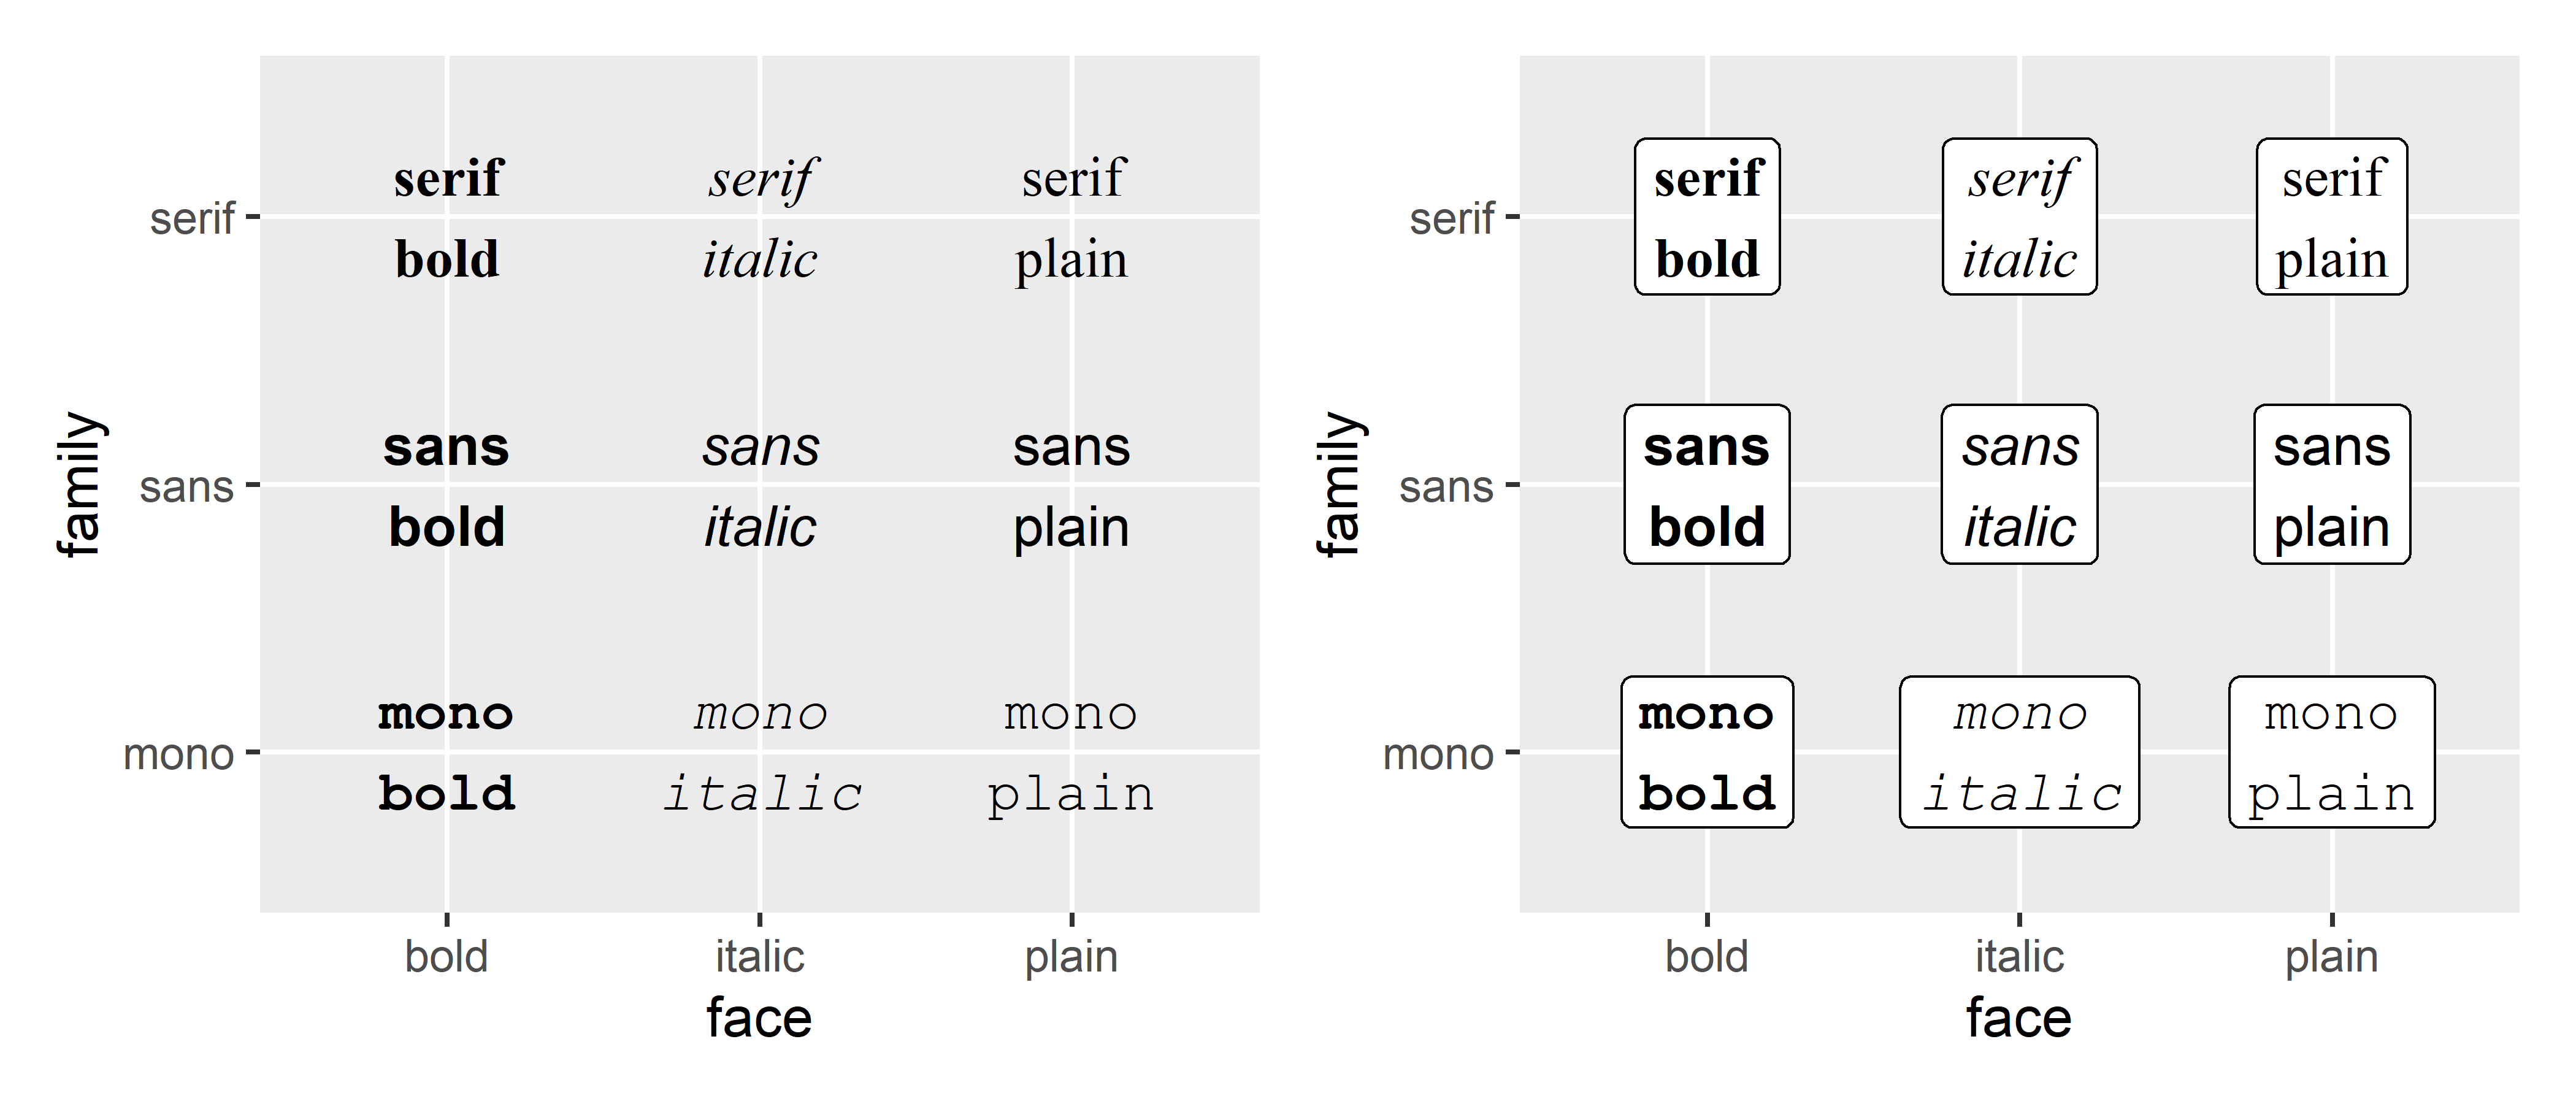 family
serif
sans
mono
serif
bold
serif
italic
serif
plain
sans
bold
sans
italic
sans
plain
mono
bold
mono
italic
mono
plain
bold italic plain
face
family
serif
sans
mono
serif
bold
serif
italic
serif
plain
sans
bold
sans
italic
sans
plain
mono
bold
mono
italic
mono
plain
bold italic plain
face